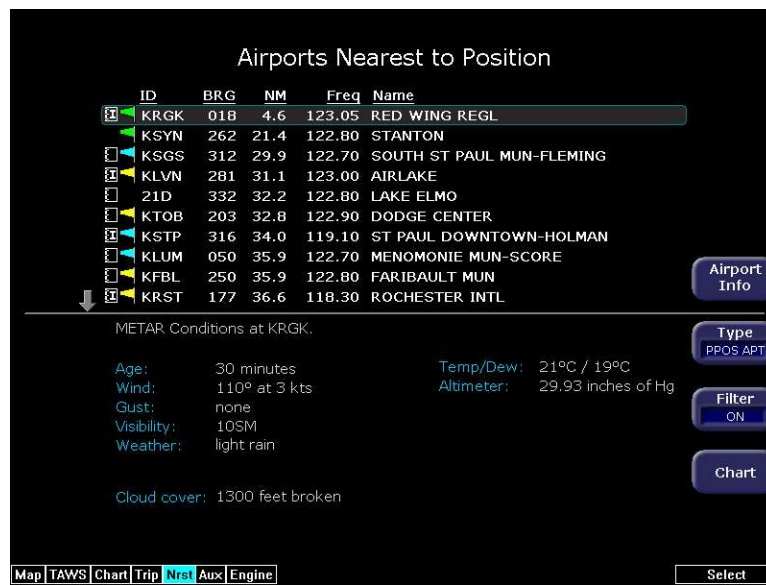 Airports Nearest to Position
ID BRG NM Freq Name
I KRGK 018 4.6 123.05 RED WING REGL
KSYN 262 21.4 122.80 STANTON
KSGS 312 29.9 122.70 SOUTH ST PAUL MUN-FLEMING
I KLVN 281 31.1 123.00 AIRLAKE
21D 332 32.2 122.80 LAKE ELMO
KTOB 203 32.8 122.90 DODGE CENTER
I KSTP 316 34.0 119.10 ST PAUL DOWNTOWN-HOLMAN
KLUM 050 35.9 122.70 MENOMONIE MUN-SCORE
KFBL 250 35.9 122.80 FARIBAULT MUN
I KRST 177 36.6 118.30 ROCHESTER INTL
Airport
Info
METAR Conditions at KRGK.
Type
PPOS APT
Age: 30 minutes
Temp/Dew: 21ºC / 19ºC
Wind: 110º at 3 kts
Altimeter: 29.93 inches of Hg
Gust: none
Filter
ON
Visibility: 10SM
Weather: light rain
Chart
Cloud cover: 1300 feet broken
Map TAWS Chart Trip Nrst Aux Engine
Select